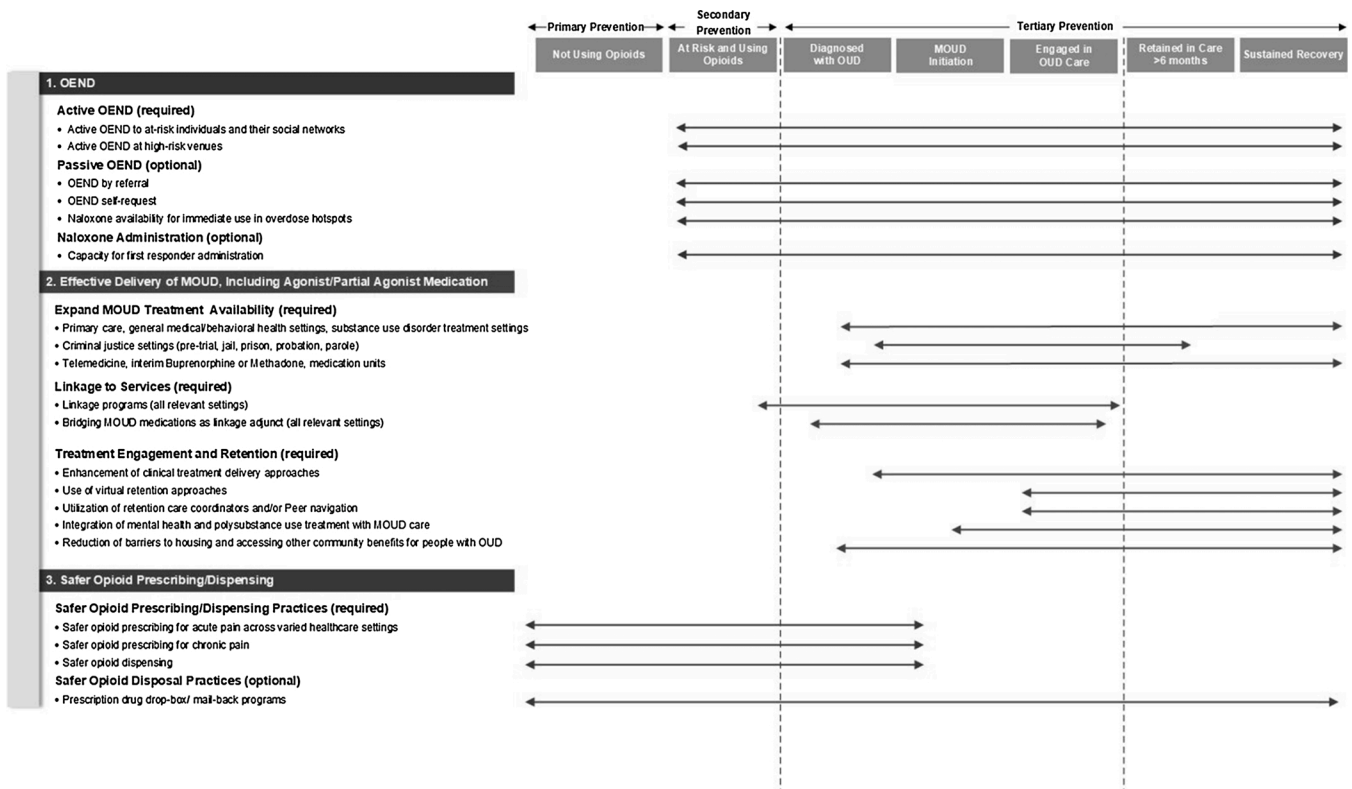 Primary Prevention
Secondary
Prevention
Tertiary Prevention
Not Using Opioids
At Risk and Using
Opioids
Diagnosed
with OUD
MOUD
Initiation
Engaged in
OUD Care
Retained in Care
>6 months
Sustained Recovery
1. OEND
Active OEND (required)
• Active OEND to at-risk individuals and their social networks
• Active OEND at high-risk venues
Passive OEND (optional)
• OEND by referral
• OEND self-request
• Naloxone availability for immediate use in overdose hotspots
Naloxone Administration (optional)
• Capacity for first responder administration
2. Effective Delivery of MOUD, Including Agonist/Partial Agonist Medication
Expand MOUD Treatment Availability (required)
• Primary care, general medical/behavioral health settings, substance use disorder treatment settings
• Criminal justice settings (pre-trial, jail, prison, probation, parole)
• Telemedicine, interim Buprenorphine or Methadone, medication units
Linkage to Services (required)
• Linkage programs (all relevant settings)
• Bridging MOUD medications as linkage adjunct (all relevant settings)
Treatment Engagement and Retention (required)
• Enhancement of clinical treatment delivery approaches
• Use of virtual retention approaches
• Utilization of retention care coordinators and/or Peer navigation
• Integration of mental health and polysubstance use treatment with MOUD care
• Reduction of barriers to housing and accessing other community benefits for people with OUD
3. Safer Opioid Prescribing/Dispensing
Safer Opioid Prescribing/Dispensing Practices (required)
• Safer opioid prescribing for acute pain across varied healthcare settings
• Safer opioid prescribing for chronic pain
• Safer opioid dispensing
Safer Opioid Disposal Practices (optional)
• Prescription drug drop-box/ mail-back programs